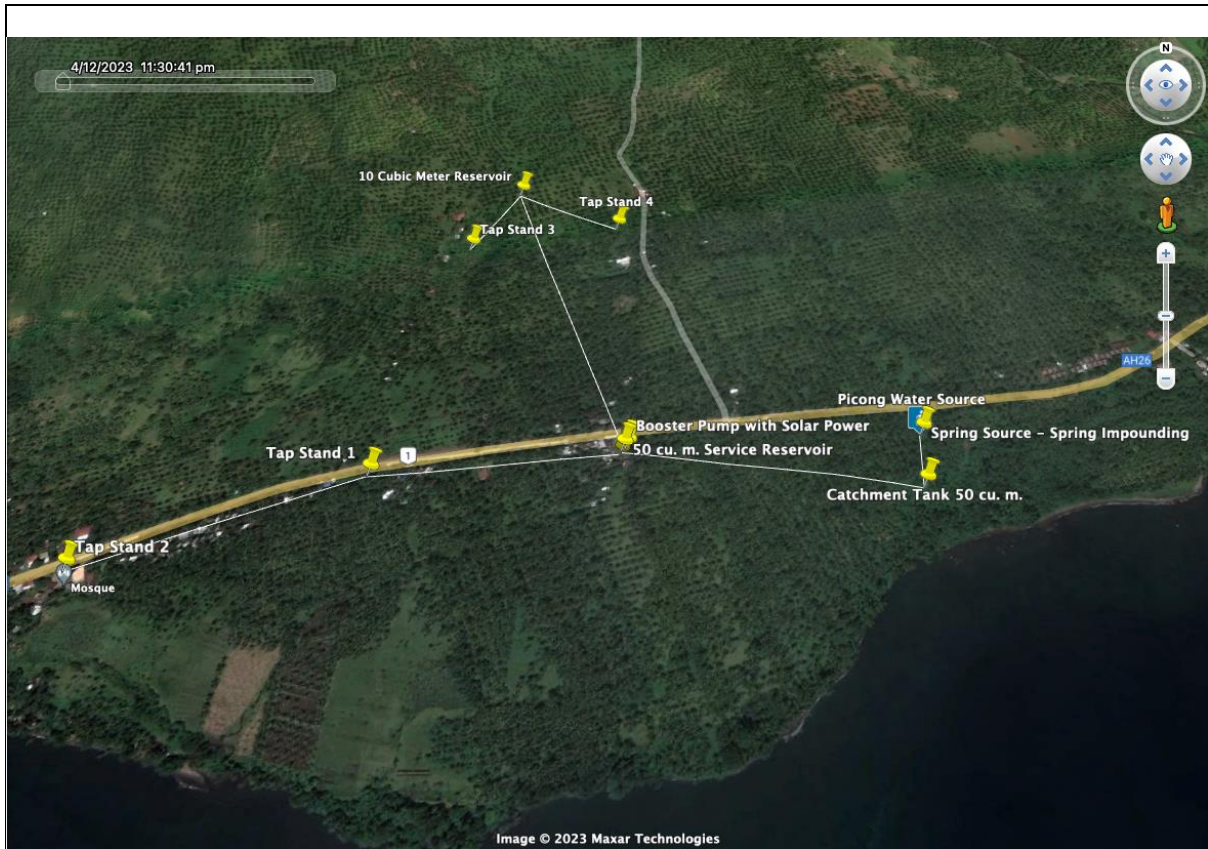 4/12/2023 11:30:41 pm
N
10 Cubic Meter Reservoir
Tap Stand 4
Tap Stand 3
AH26
Picong Water Source
Booster Pump with Solar Power
Spring Source - Spring Impounding
50 cu. m. Service Reservoir
Tap Stand 1
1
Catchment Tank 50 cu. m.
Tap Stand 2
Mosque
Image © 2023 Maxar Technologies